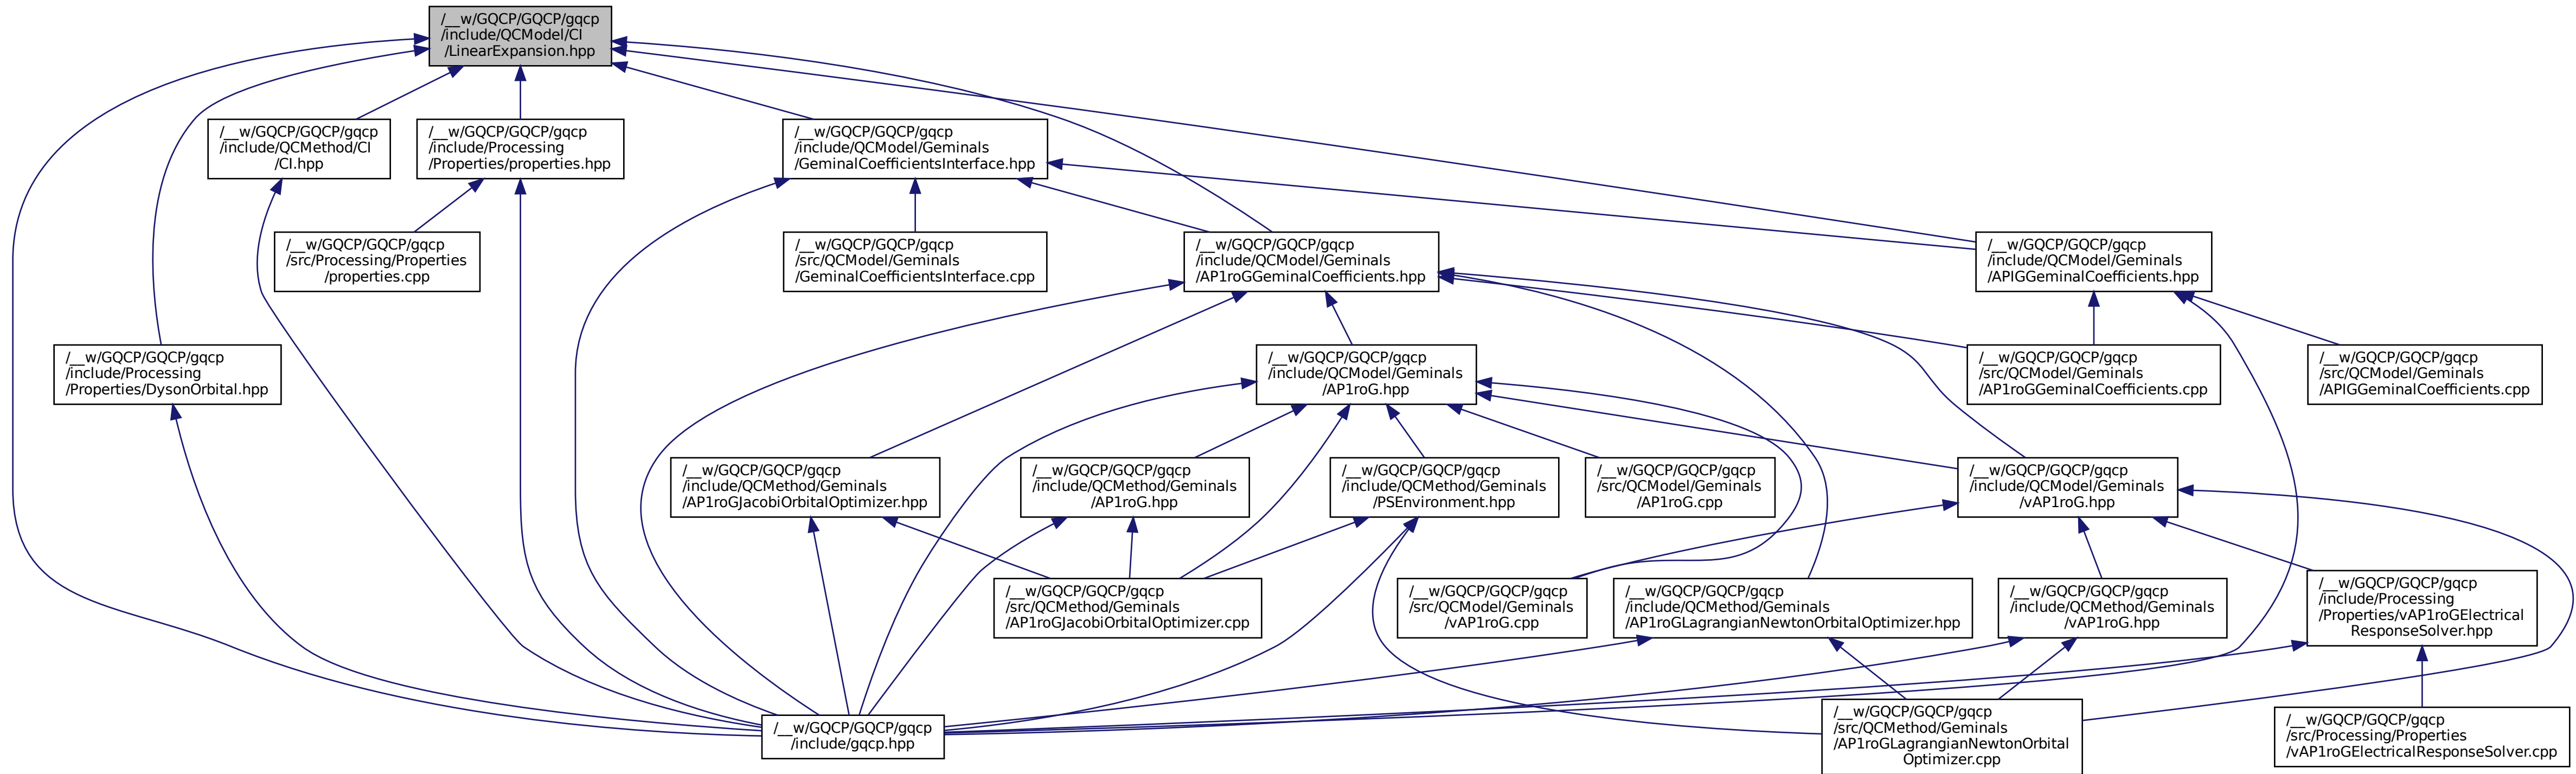 /__w/GQCP/GQCP/gqcp
/include/QCModel/CI
/LinearExpansion.hpp
/__w/GQCP/GQCP/gqcp
/include/QCMethod/CI
/CI.hpp
/__w/GQCP/GQCP/gqcp
/include/Processing
/Properties/properties.hpp
/__w/GQCP/GQCP/gqcp
/include/QCModel/Geminals
/GeminalCoefficientsInterface.hpp
/__w/GQCP/GQCP/gqcp
/src/Processing/Properties
/properties.cpp
/__w/GQCP/GQCP/gqcp
/src/QCModel/Geminals
/GeminalCoefficientsInterface.cpp
/__w/GQCP/GQCP/gqcp
/include/QCModel/Geminals
/AP1roGGeminalCoefficients.hpp
/__w/GQCP/GQCP/gqcp
/include/QCModel/Geminals
/APIGGeminalCoefficients.hpp
/__w/GQCP/GQCP/gqcp
/include/Processing
/Properties/DysonOrbital.hpp
/__w/GQCP/GQCP/gqcp
/include/QCModel/Geminals
/AP1roG.hpp
/__w/GQCP/GQCP/gqcp
/src/QCModel/Geminals
/AP1roGGeminalCoefficients.cpp
/__w/GQCP/GQCP/gqcp
/src/QCModel/Geminals
/APIGGeminalCoefficients.cpp
/__w/GQCP/GQCP/gqcp
/include/QCMethod/Geminals
/AP1roGJacobiOrbitalOptimizer.hpp
/__w/GQCP/GQCP/gqcp
/include/QCMethod/Geminals
/AP1roG.hpp
/__w/GQCP/GQCP/gqcp
/include/QCMethod/Geminals
/PSEnvironment.hpp
/__w/GQCP/GQCP/gqcp
/src/QCModel/Geminals
/AP1roG.cpp
/__w/GQCP/GQCP/gqcp
/include/QCModel/Geminals
/vAP1roG.hpp
/__w/GQCP/GQCP/gqcp
/src/QCMethod/Geminals
/AP1roGJacobiOrbitalOptimizer.cpp
/__w/GQCP/GQCP/gqcp
/src/QCModel/Geminals
/vAP1roG.cpp
/__w/GQCP/GQCP/gqcp
/include/QCMethod/Geminals
/AP1roGLagrangianNewtonOrbitalOptimizer.hpp
/__w/GQCP/GQCP/gqcp
/include/QCMethod/Geminals
/vAP1roG.hpp
/__w/GQCP/GQCP/gqcp
/include/Processing
/Properties/vAP1roGElectrical
ResponseSolver.hpp
/__w/GQCP/GQCP/gqcp
/include/gqcp.hpp
/__w/GQCP/GQCP/gqcp
/src/QCMethod/Geminals
/AP1roGLagrangianNewtonOrbital
Optimizer.cpp
/__w/GQCP/GQCP/gqcp
/src/Processing/Properties
/vAP1roGElectricalResponseSolver.cpp